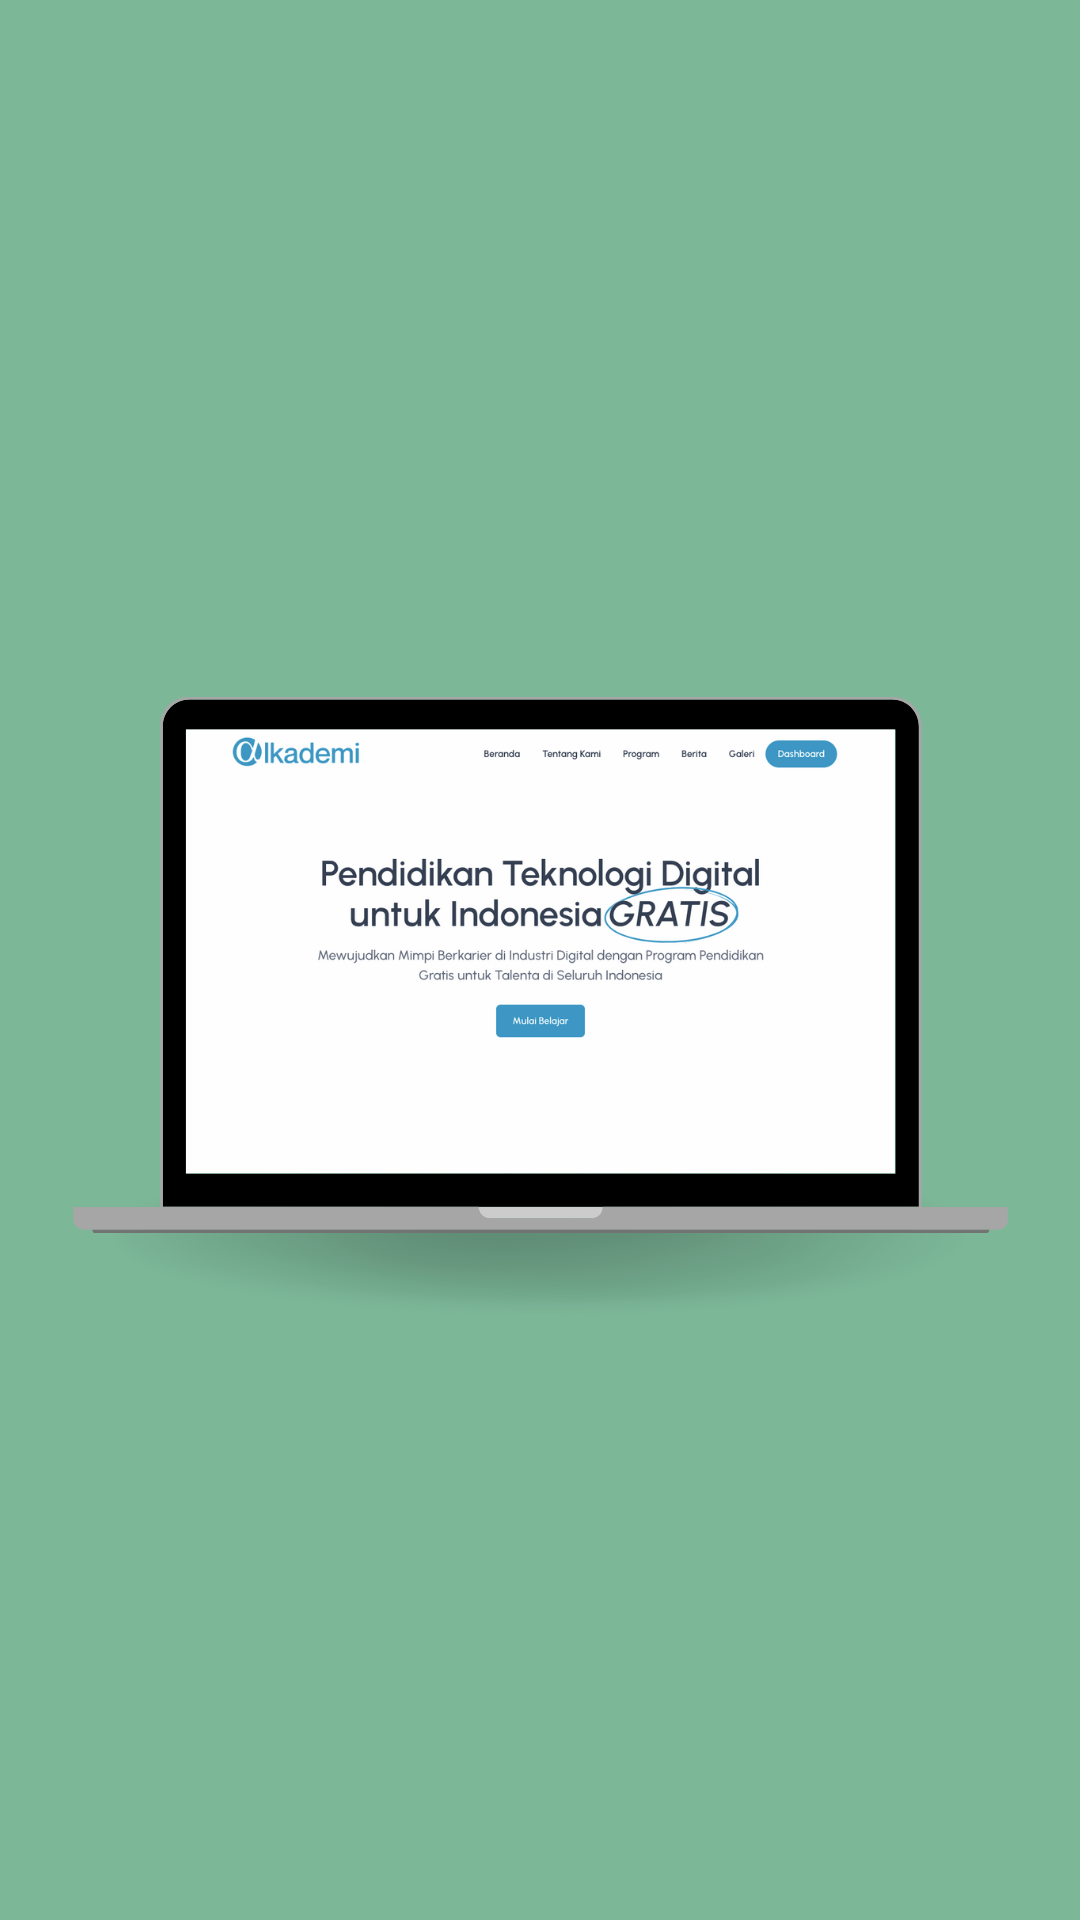 αlkademi
Beranda Tentang Kami Program Berita Galeri Dashboard
Pendidikan Teknologi Digital
untuk Indonesia GRATIS
Mewujudkan Mimpi Berkarier di Industri Digital dengan Program Pendidikan
Gratis untuk Talenta di Seluruh Indonesia
Mulai Belajar